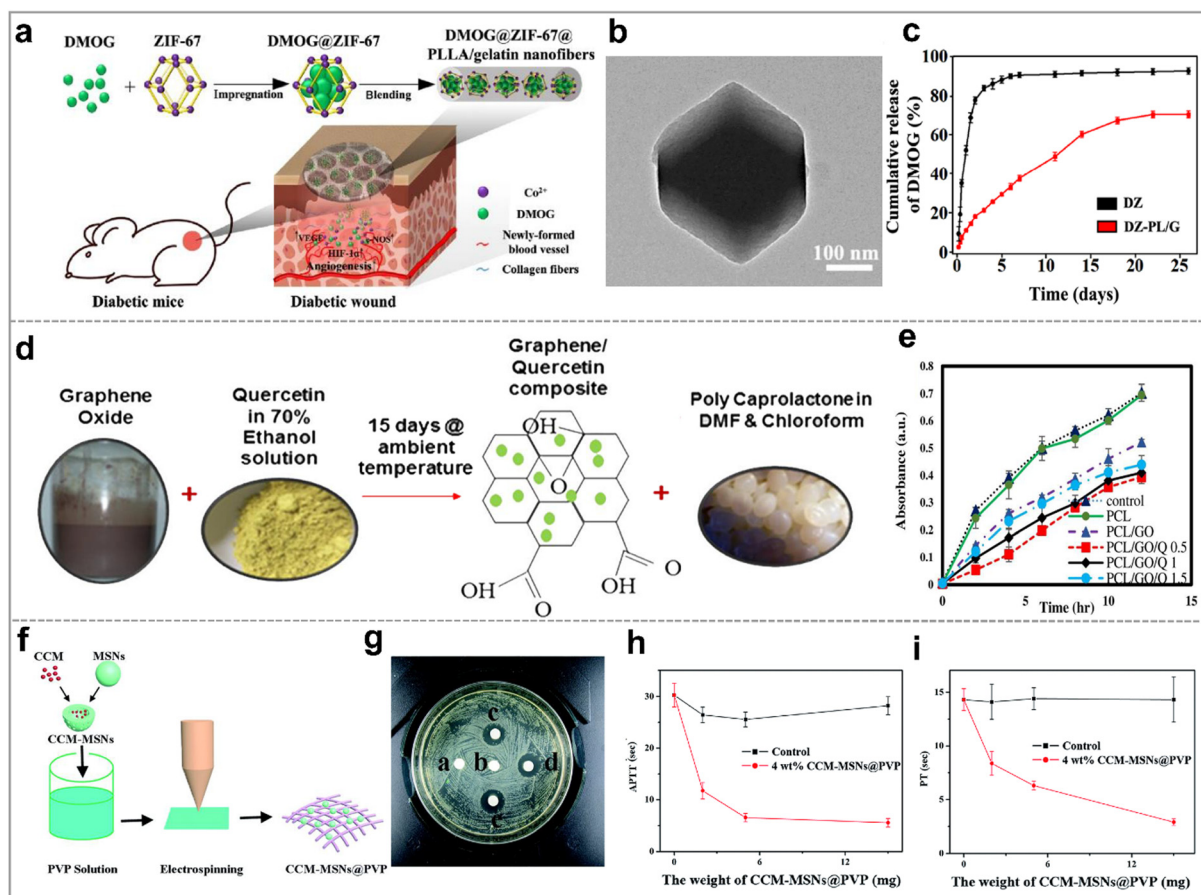 a
DMOG
ZIF-67
DMOG@ZIF-67
DMOG@ZIF-67@
PLLA/gelatin nanofibers
+
Impregnation
Blending
Co2+
DMOG
Newly-formed
blood vessel
Collagen fibers
VEGF
NOS
HIF-1α
Angiogenesis
Diabetic mice
Diabetic wound
b
100 nm
c
Cumulative release
of DMOG (%)
100
80
60
40
20
0
DZ
DZ-PL/G
0 4 8 12 16 20 24
Time (days)
d
Graphene
Oxide
+
Quercetin
in 70%
Ethanol
solution
15 days @
ambient
temperature
Graphene/
Quercetin
composite
OH
O
OH
O
OH
O
+
Poly Caprolactone in
DMF & Chloroform
e
Absorbance (a.u.)
0.8
0.7
0.6
0.5
0.4
0.3
0.2
0.1
0
control
PCL
PCL/GO
PCL/GO/Q 0.5
PCL/GO/Q 1
PCL/GO/Q 1.5
0 5 10 15
Time (hr)
f
CCM
MSNs
CCM-MSNs
PVP Solution
Electrospinning
CCM-MSNs@PVP
g
c
a
b
d
e
h
APTT (sec)
30
20
10
0
Control
4 wt% CCM-MSNs@PVP
0 6 12
The weight of CCM-MSNs@PVP (mg)
i
PT (sec)
15
10
5
0
Control
4 wt% CCM-MSNs@PVP
0 6 12
The weight of CCM-MSNs@PVP (mg)